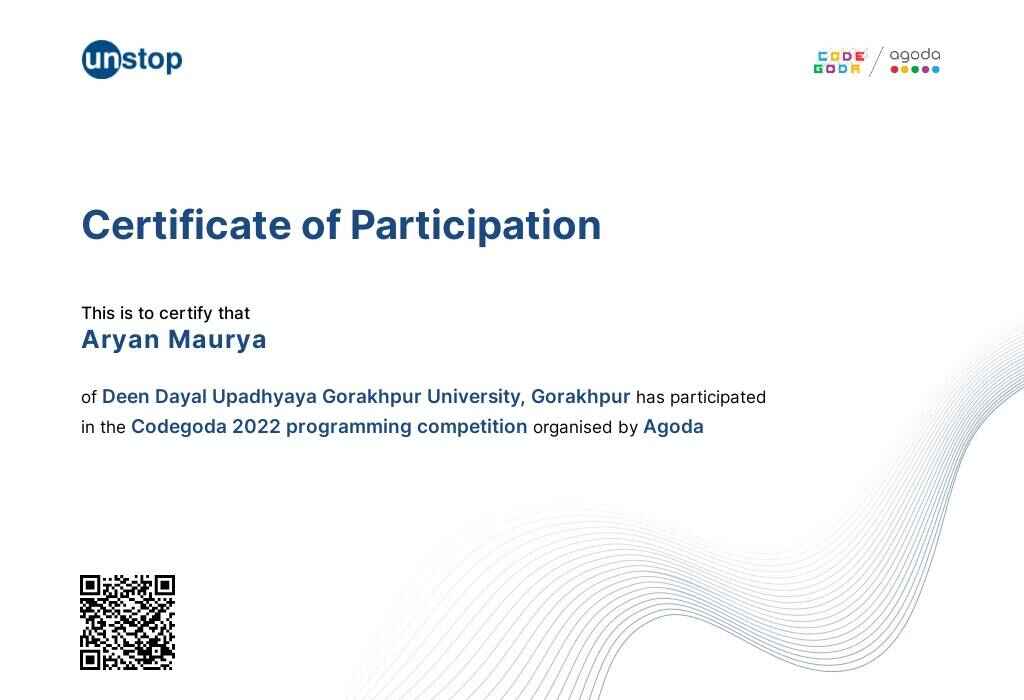 unstop
CODE GODA / agoda
Certificate of Participation
This is to certify that
Aryan Maurya
of Deen Dayal Upadhyaya Gorakhpur University, Gorakhpur has participated
in the Codegoda 2022 programming competition organised by Agoda